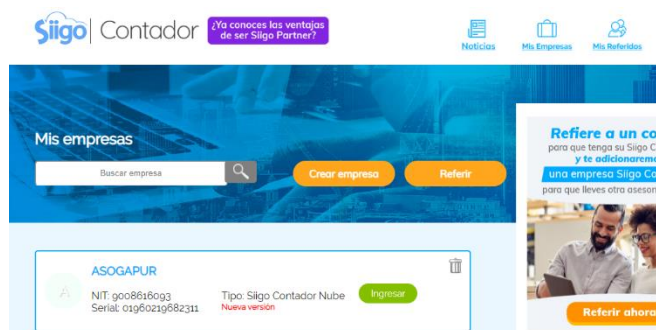 Siigo Contador
¿Ya conoces las ventajas
de ser Siigo Partner?
Noticias
Mis Empresas
Mis Referidos
Mis empresas
Buscar empresa
Crear empresa
Referir
Refiere a un co
para que tenga su Siigo C
y te adicionarem
una empresa Siigo Co
para que lleves otra aseson
Referir ahora
A
ASOGAPUR
NIT: 9008616093
Tipo: Siigo Contador Nube
Ingresar
Serial: 01960219682311
Nueva versión